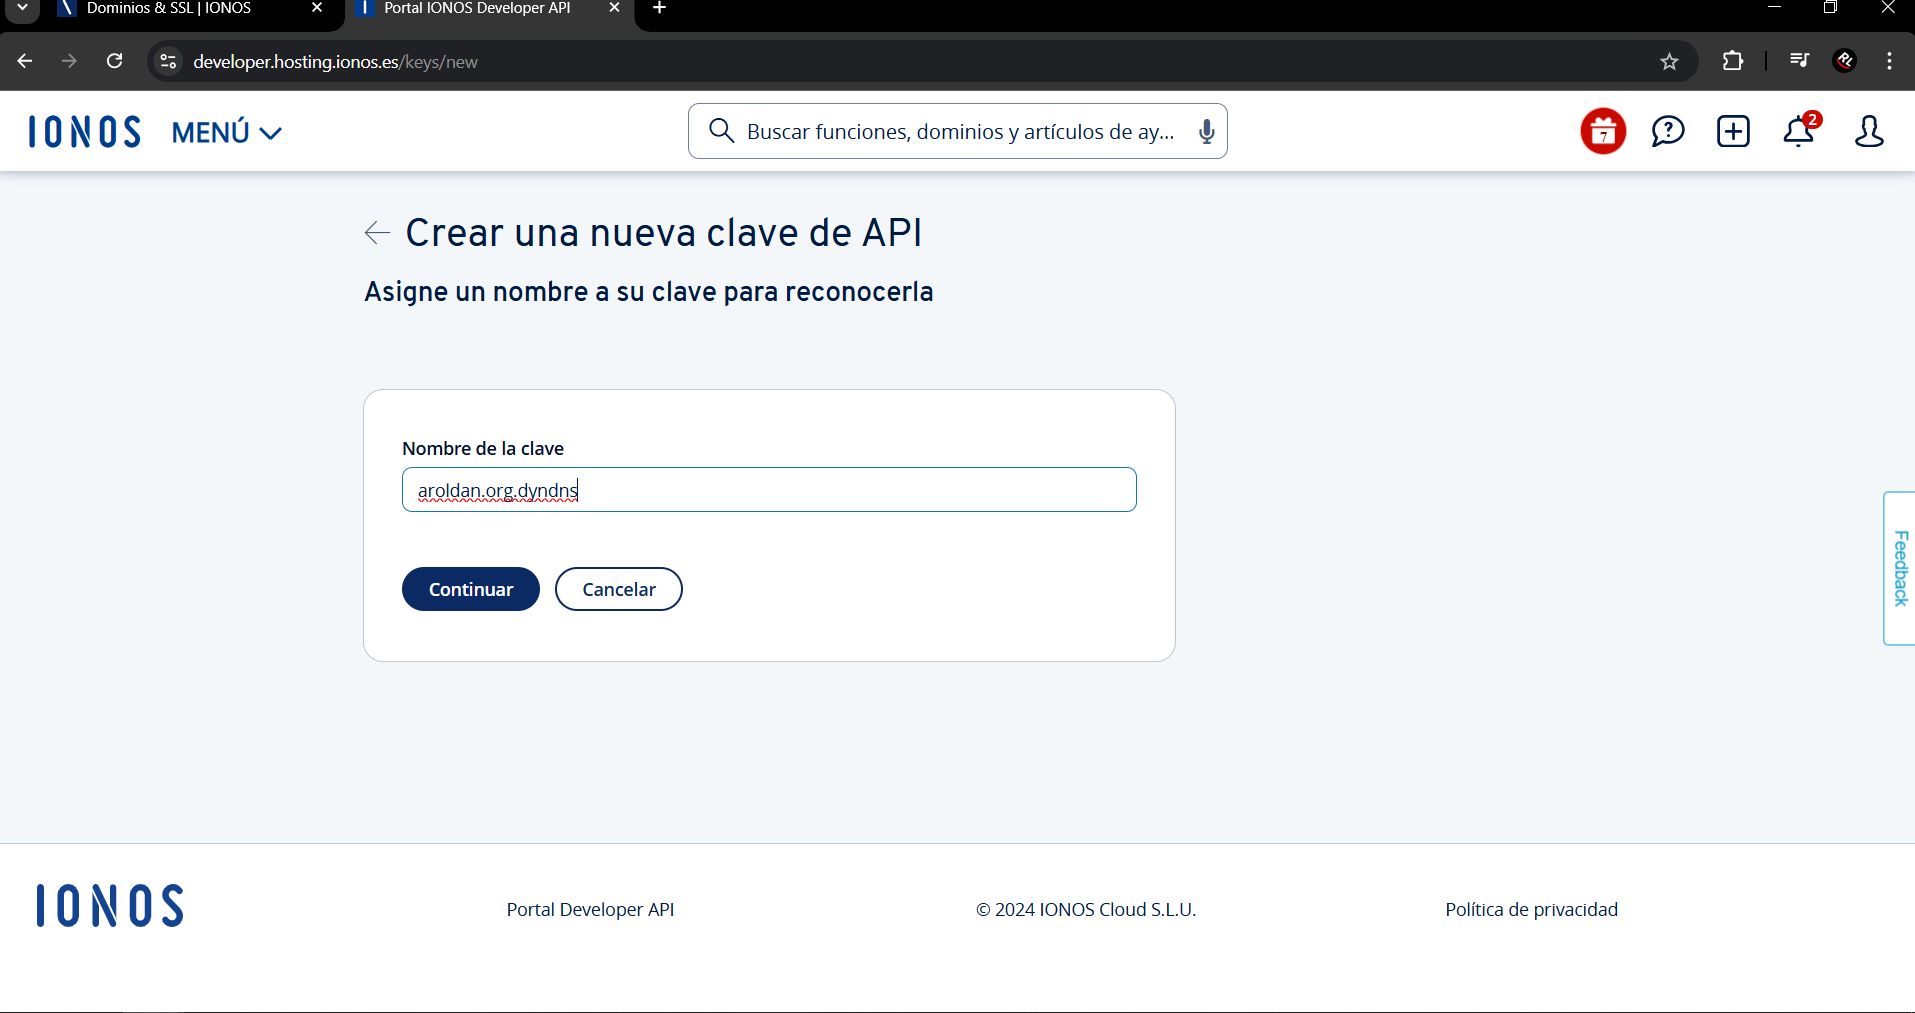 Dominios & SSL | IONOS
Portal IONOS Developer API
developer.hosting.ionos.es/keys/new
IONOS
MENÚ
Buscar funciones, dominios y artículos de ay...
7
2
Crear una nueva clave de API
Asigne un nombre a su clave para reconocerla
Nombre de la clave
aroldan.org.dyndns
Continuar
Cancelar
Feedback
IONOS
Portal Developer API
© 2024 IONOS Cloud S.L.U.
Política de privacidad